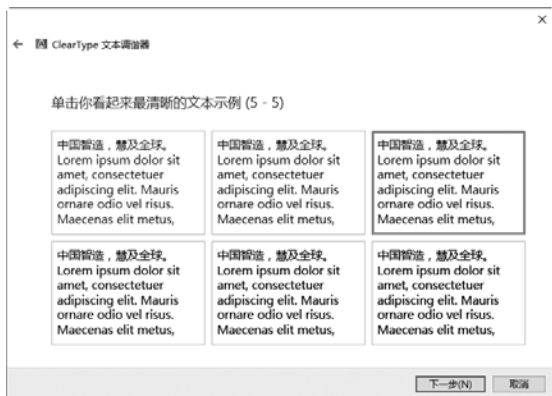 ClearType 文本调谐器
单击你看起来最清晰的文本示例 (5 - 5)
中国智造，慧及全球。
Lorem ipsum dolor sit
amet, consectetuer
adipiscing elit. Mauris
ornare odio vel risus.
Maecenas elit metus,
中国智造，慧及全球。
Lorem ipsum dolor sit
amet, consectetuer
adipiscing elit. Mauris
ornare odio vel risus.
Maecenas elit metus,
中国智造，慧及全球。
Lorem ipsum dolor sit
amet, consectetuer
adipiscing elit. Mauris
ornare odio vel risus.
Maecenas elit metus,
中国智造，慧及全球。
Lorem ipsum dolor sit
amet, consectetuer
adipiscing elit. Mauris
ornare odio vel risus.
Maecenas elit metus,
中国智造，慧及全球。
Lorem ipsum dolor sit
amet, consectetuer
adipiscing elit. Mauris
ornare odio vel risus.
Maecenas elit metus,
中国智造，慧及全球。
Lorem ipsum dolor sit
amet, consectetuer
adipiscing elit. Mauris
ornare odio vel risus.
Maecenas elit metus,
下一步(N)
取消